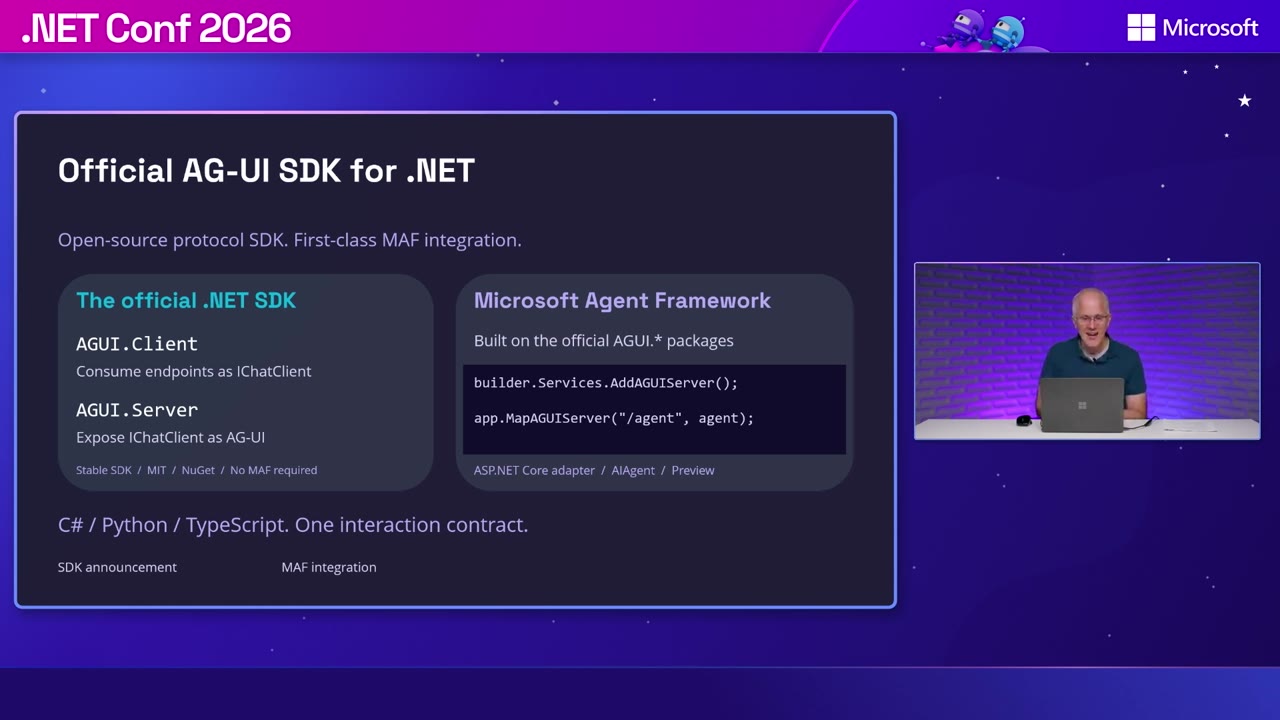 .NET Conf 2026
Microsoft
Official AG-UI SDK for .NET
Open-source protocol SDK. First-class MAF integration.
The official .NET SDK
AGUI.Client
Consume endpoints as IChatClient
AGUI.Server
Expose IChatClient as AG-UI
Stable SDK / MIT / NuGet / No MAF required
Microsoft Agent Framework
Built on the official AGUI.* packages
builder.Services.AddAGUIServer();
app.MapAGUIServer("/agent", agent);
ASP.NET Core adapter / AIAgent / Preview
C# / Python / TypeScript. One interaction contract.
SDK announcement
MAF integration